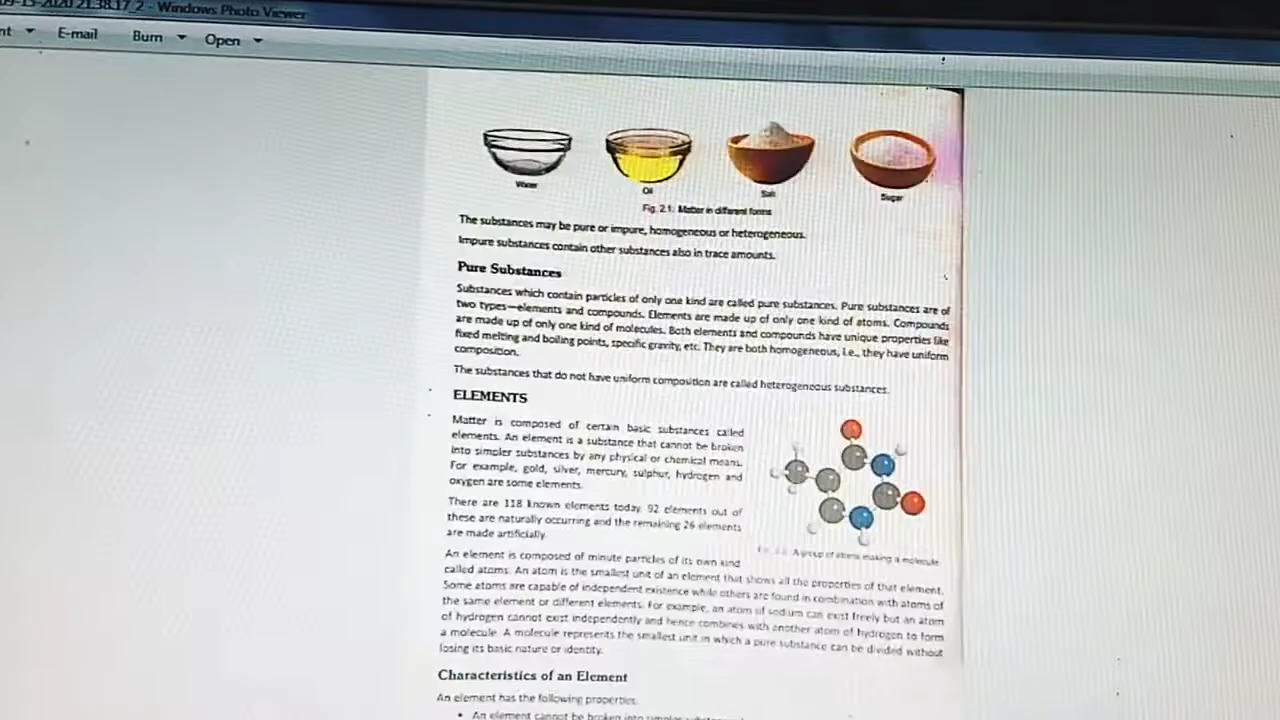 09-15-2020 21.38.17_2 - Windows Photo Viewer
nt E-mail Burn Open
Water Oil Salt Sugar
Fig. 2.1: Matter in different forms
The substances may be pure or impure, homogeneous or heterogeneous.
Impure substances contain other substances also in trace amounts.
Pure Substances
Substances which contain particles of only one kind are called pure substances. Pure substances are of
two types—elements and compounds. Elements are made up of only one kind of atoms. Compounds
are made up of only one kind of molecules. Both elements and compounds have unique properties like
fixed melting and boiling points, specific gravity, etc. They are both homogeneous, i.e., they have uniform
composition.
The substances that do not have uniform composition are called heterogeneous substances.
ELEMENTS
Matter is composed of certain basic substances called
elements. An element is a substance that cannot be broken
into simpler substances by any physical or chemical means.
For example, gold, silver, mercury, sulphur, hydrogen and
oxygen are some elements.
There are 118 known elements today. 92 elements out of
these are naturally occurring and the remaining 26 elements
are made artificially.
A group of atoms making a molecule
An element is composed of minute particles of its own kind
called atoms. An atom is the smallest unit of an element that shows all the properties of that element.
Some atoms are capable of independent existence while others are found in combination with atoms of
the same element or different elements. For example, an atom of sodium can exist freely but an atom
of hydrogen cannot exist independently and hence combines with another atom of hydrogen to form
a molecule. A molecule represents the smallest unit in which a pure substance can be divided without
losing its basic nature or identity.
Characteristics of an Element
An element has the following properties.
• An element cannot be broken into simpler